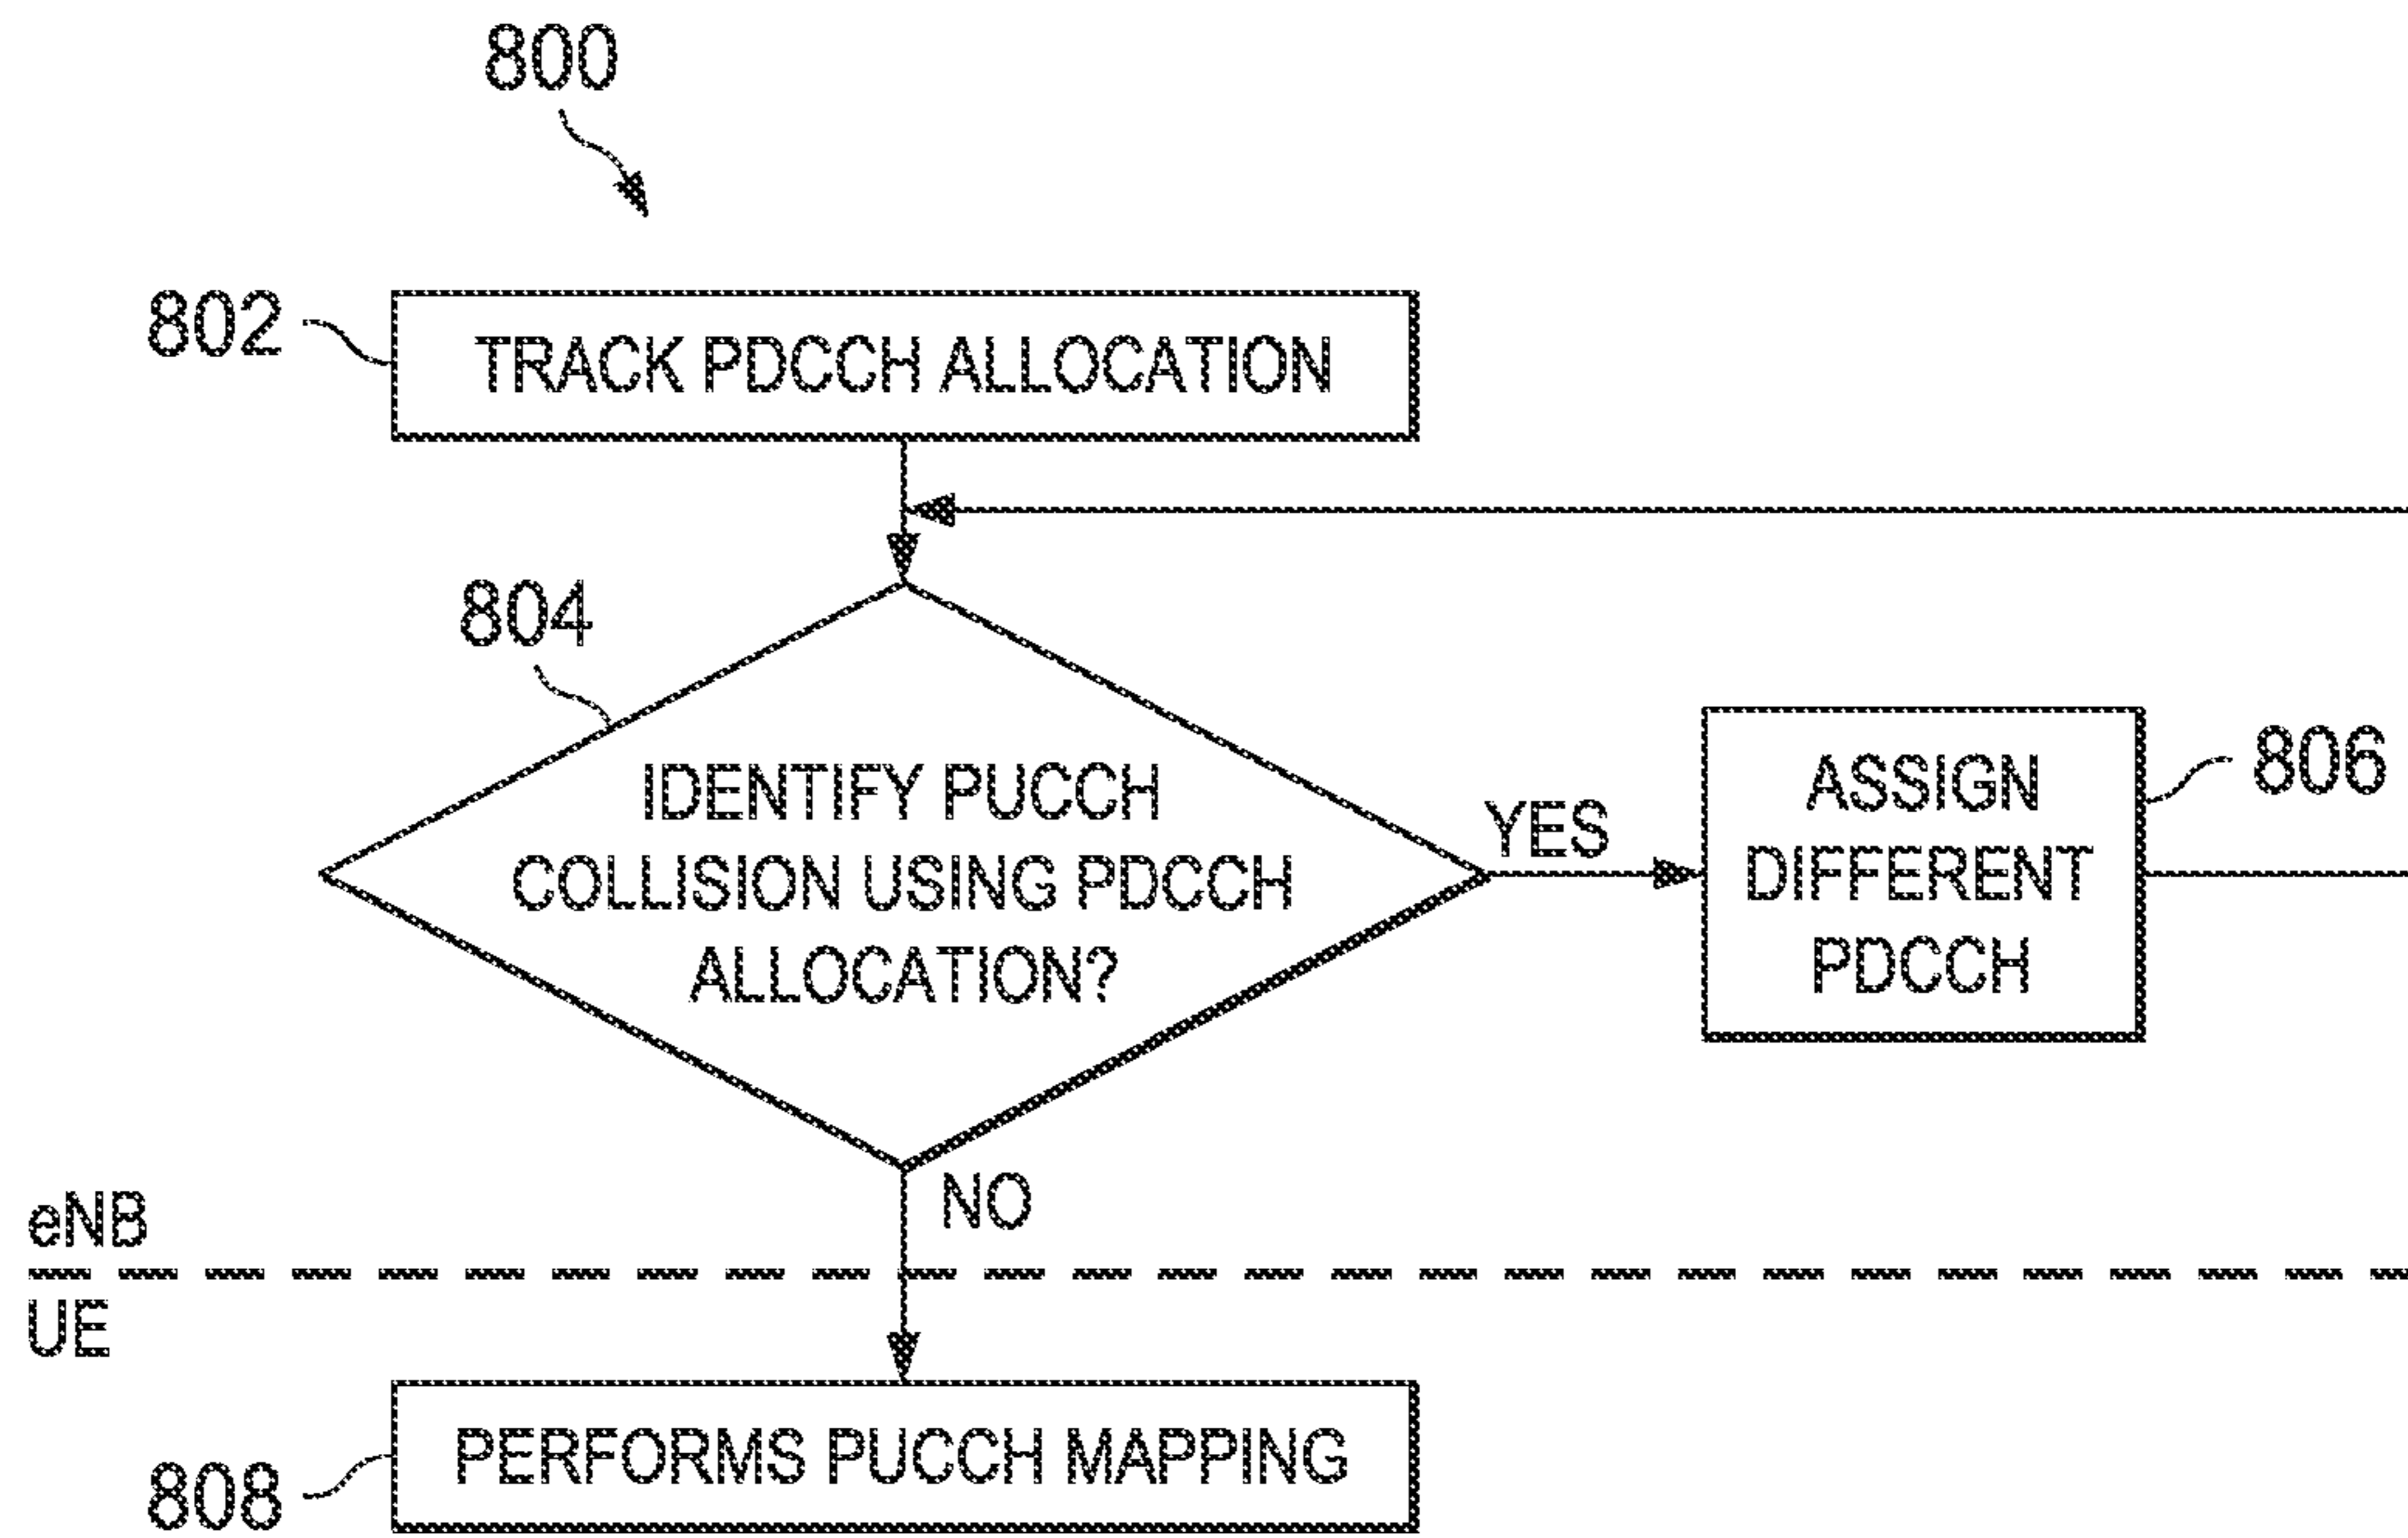 800
802
TRACK PDCCH ALLOCATION
804
IDENTIFY PUCCH
COLLISION USING PDCCH
ALLOCATION?
YES
ASSIGN
DIFFERENT
PDCCH
806
NO
eNB
UE
PERFORMS PUCCH MAPPING
808